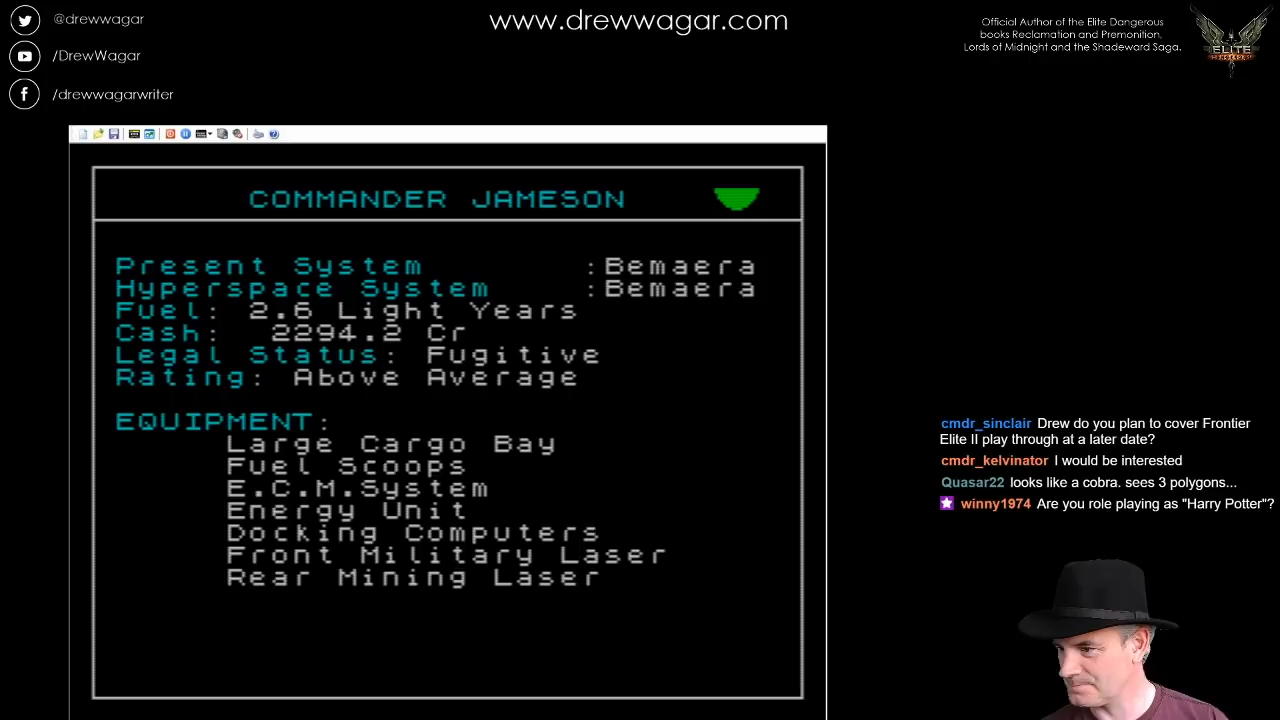 @drewwagar
/DrewWagar
/drewwagarwriter
www.drewwagar.com
Official Author of the Elite Dangerous
books Reclamation and Premonition,
Lords of Midnight and the Shadeward Saga.
ELITE
DANGEROUS
COMMANDER JAMESON
Present System :Bemaera
Hyperspace System :Bemaera
Fuel: 2.6 Light Years
Cash: 2294.2 Cr
Legal Status: Fugitive
Rating: Above Average
EQUIPMENT:
Large Cargo Bay
Fuel Scoops
E.C.M.System
Energy Unit
Docking Computers
Front Military Laser
Rear Mining Laser
cmdr_sinclair Drew do you plan to cover Frontier
Elite II play through at a later date?
cmdr_kelvinator I would be interested
Quasar22 looks like a cobra. sees 3 polygons...
winny1974 Are you role playing as "Harry Potter"?